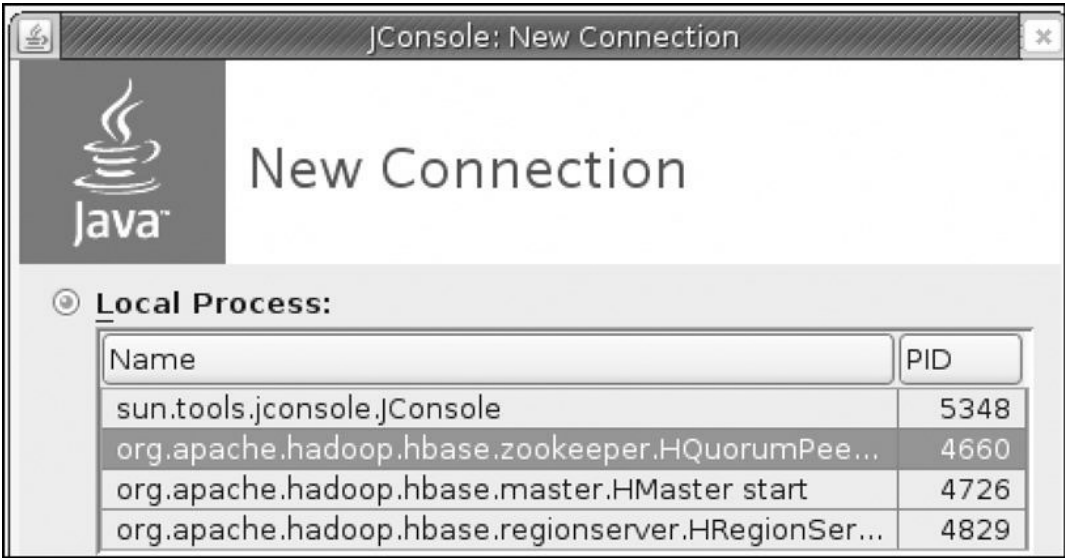 JConsole: New Connection
Java™
New Connection
Local Process:
Name PID
sun.tools.jconsole.JConsole 5348
org.apache.hadoop.hbase.zookeeper.HQuorumPee... 4660
org.apache.hadoop.hbase.master.HMaster start 4726
org.apache.hadoop.hbase.regionserver.HRegionSer... 4829